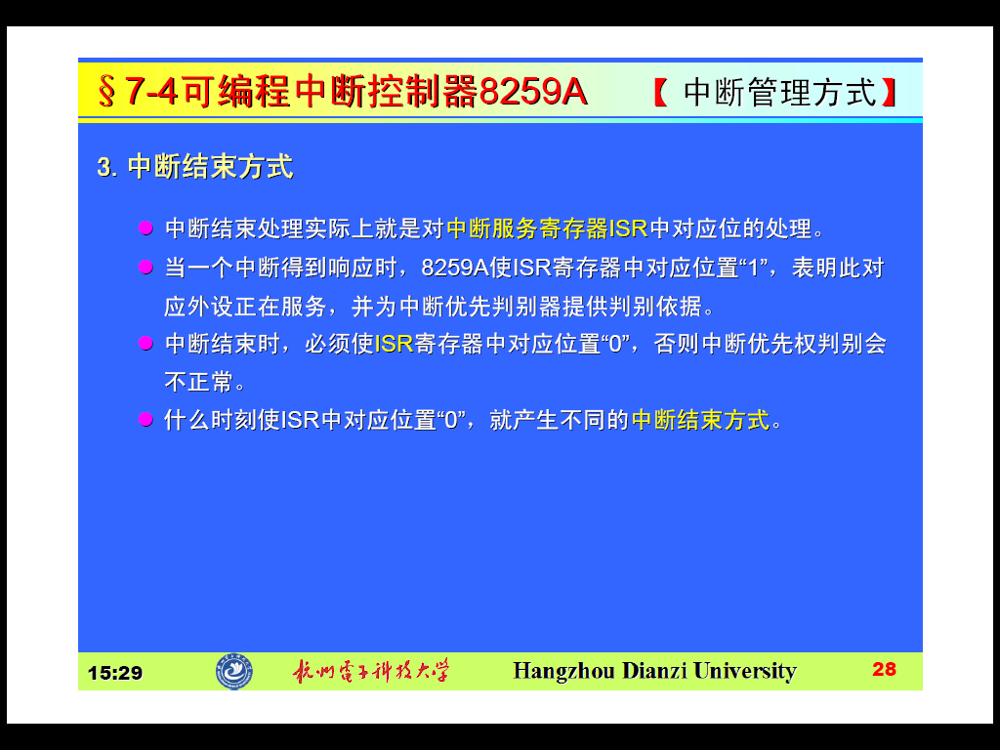 §7-4可编程中断控制器8259A 【 中断管理方式】
3. 中断结束方式
中断结束处理实际上就是对中断服务寄存器ISR中对应位的处理。
当一个中断得到响应时，8259A使ISR寄存器中对应位置“1”，表明此对
应外设正在服务，并为中断优先判别器提供判别依据。
中断结束时，必须使ISR寄存器中对应位置“0”，否则中断优先权判别会
不正常。
什么时刻使ISR中对应位置“0”，就产生不同的中断结束方式。
15:29 杭州電子科技大学 Hangzhou Dianzi University 28